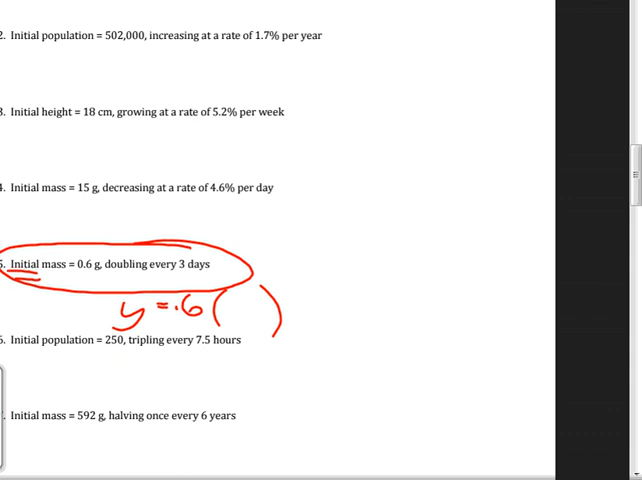 2. Initial population = 502,000, increasing at a rate of 1.7% per year
3. Initial height = 18 cm, growing at a rate of 5.2% per week
4. Initial mass = 15 g, decreasing at a rate of 4.6% per day
5. Initial mass = 0.6 g, doubling every 3 days
y = .6 ( )
6. Initial population = 250, tripling every 7.5 hours
. Initial mass = 592 g, halving once every 6 years